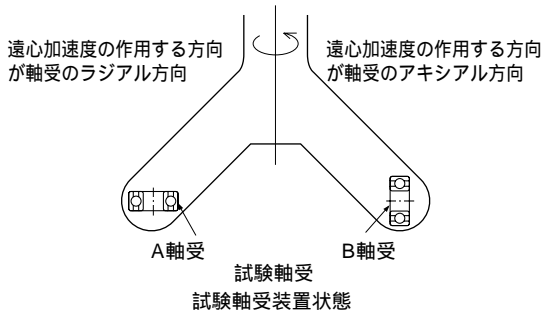 遠心加速度の作用する方向
が軸受のラジアル方向
遠心加速度の作用する方向
が軸受のアキシアル方向
A軸受
B軸受
試験軸受
試験軸受装置状態